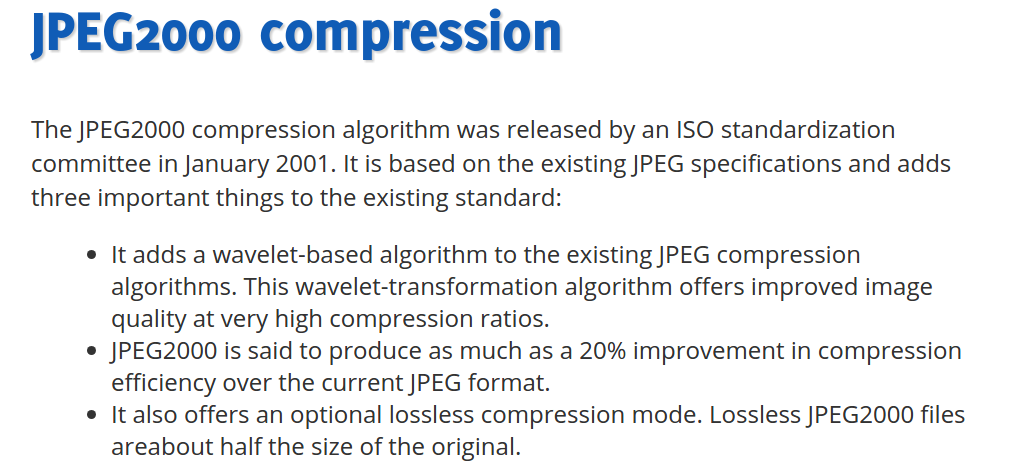 JPEG2000 compression
The JPEG2000 compression algorithm was released by an ISO standardization
committee in January 2001. It is based on the existing JPEG specifications and adds
three important things to the existing standard:
• It adds a wavelet-based algorithm to the existing JPEG compression
algorithms. This wavelet-transformation algorithm offers improved image
quality at very high compression ratios.
• JPEG2000 is said to produce as much as a 20% improvement in compression
efficiency over the current JPEG format.
• It also offers an optional lossless compression mode. Lossless JPEG2000 files
areabout half the size of the original.